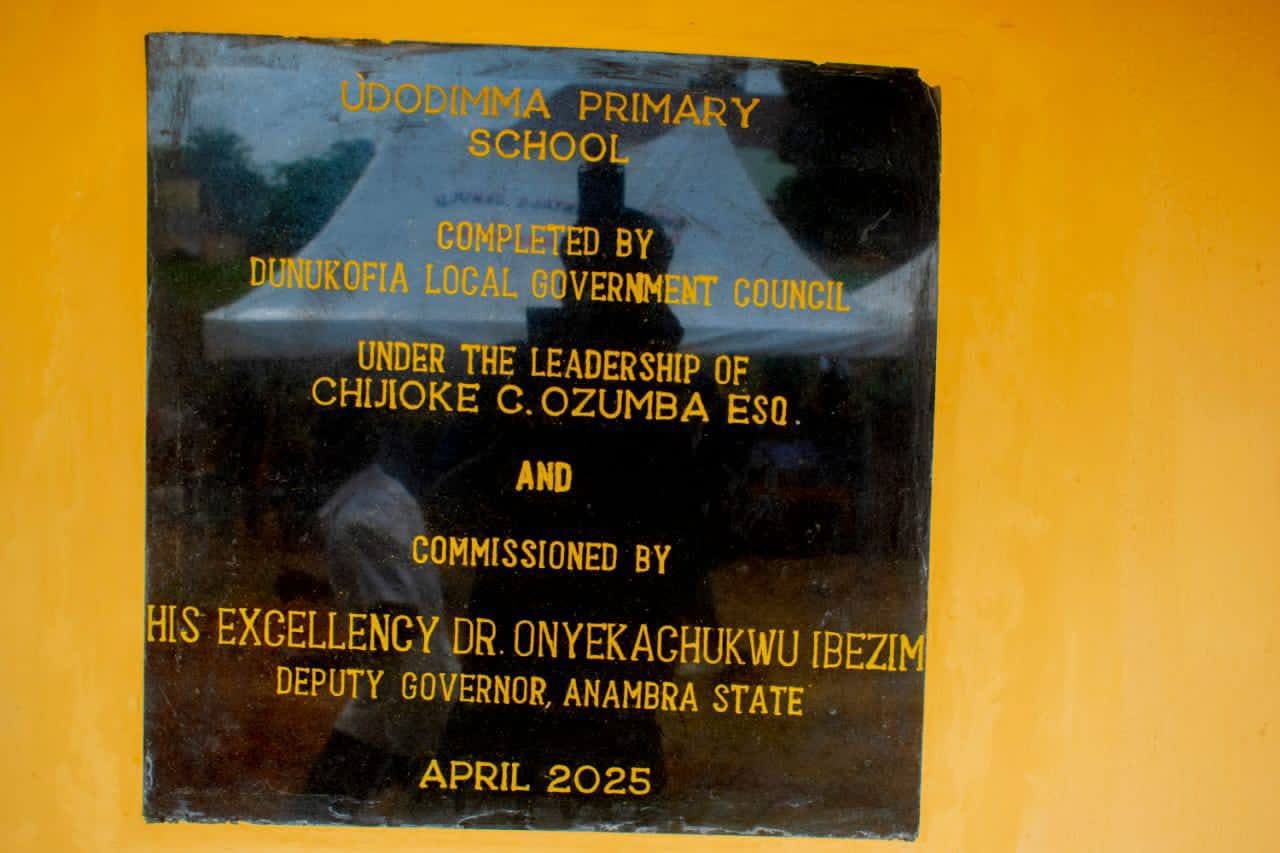 UDODIMMA PRIMARY
SCHOOL
COMPLETED BY
DUNUKOFIA LOCAL GOVERNMENT COUNCIL
UNDER THE LEADERSHIP OF
CHIJIOKE C. OZUMBA ESQ.
AND
COMMISSIONED BY
HIS EXCELLENCY DR. ONYEKACHUKWU IBEZIM
DEPUTY GOVERNOR, ANAMBRA STATE
APRIL 2025